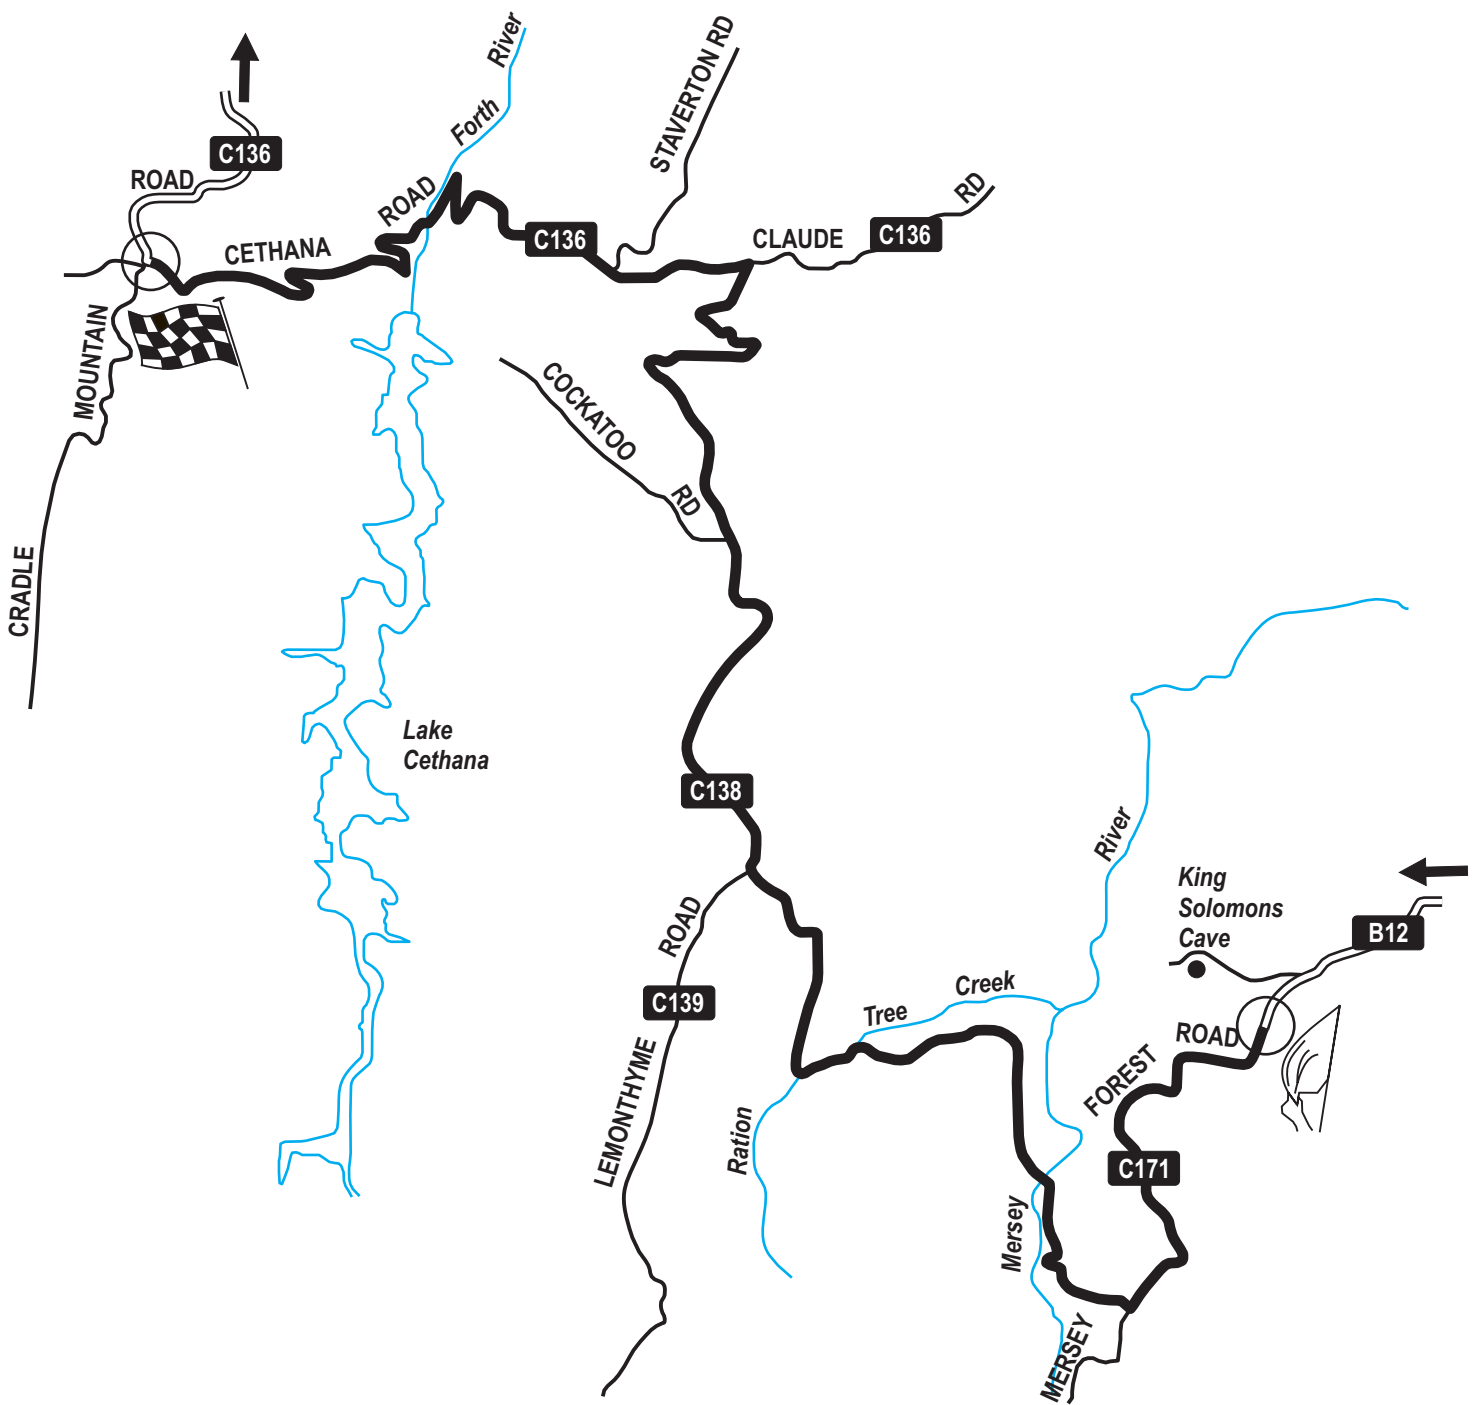 River
Forth
STAVERTON RD
C136
ROAD
ROAD
RD
C136
C136
CLAUDE
CETHANA
MOUNTAIN
COCKATOO
RD
CRADLE
Lake
Cethana
C138
River
King
Solomons
Cave
B12
ROAD
C139
Creek
Tree
ROAD
FOREST
LEMONTHYME
Ration
C171
Mersey
MERSEY